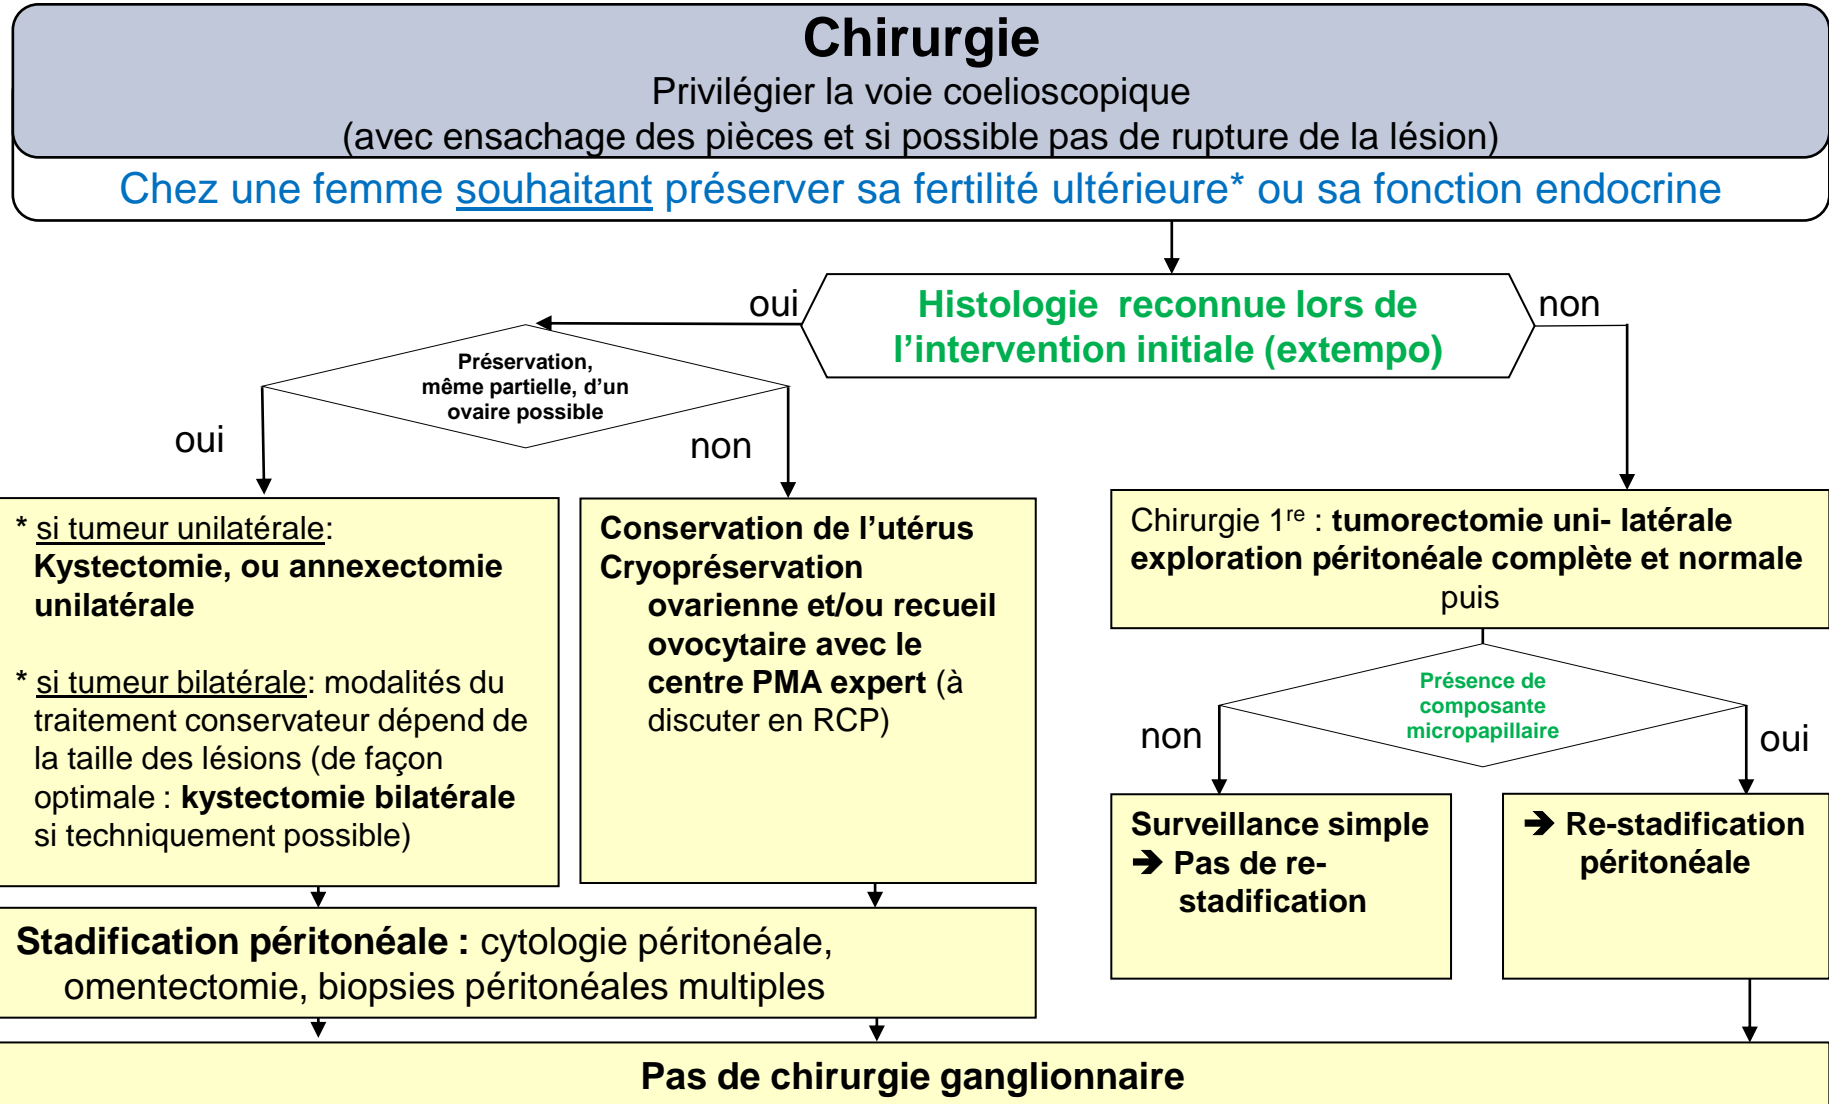 Chirurgie
Privilégier la voie coelioscopique
(avec ensachage des pièces et si possible pas de rupture de la lésion)
Chez une femme souhaitant préserver sa fertilité ultérieure* ou sa fonction endocrine
oui
Histologie reconnue lors de
l'intervention initiale (extempo)
non
Préservation,
même partielle, d'un
ovaire possible
oui
non
* si tumeur unilatérale:
Kystectomie, ou annexectomie
unilatérale
* si tumeur bilatérale: modalités du
traitement conservateur dépend de
la taille des lésions (de façon
optimale : kystectomie bilatérale
si techniquement possible)
Conservation de l'utérus
Cryopréservation
ovarienne et/ou recueil
ovocytaire avec le
centre PMA expert (à
discuter en RCP)
Chirurgie 1re : tumorectomie uni- latérale
exploration péritonéale complète et normale
puis
Présence de
composante
micropapillaire
non
oui
Surveillance simple
➔ Pas de re-
stadification
➔ Re-stadification
péritonéale
Stadification péritonéale : cytologie péritonéale,
omentectomie, biopsies péritonéales multiples
Pas de chirurgie ganglionnaire